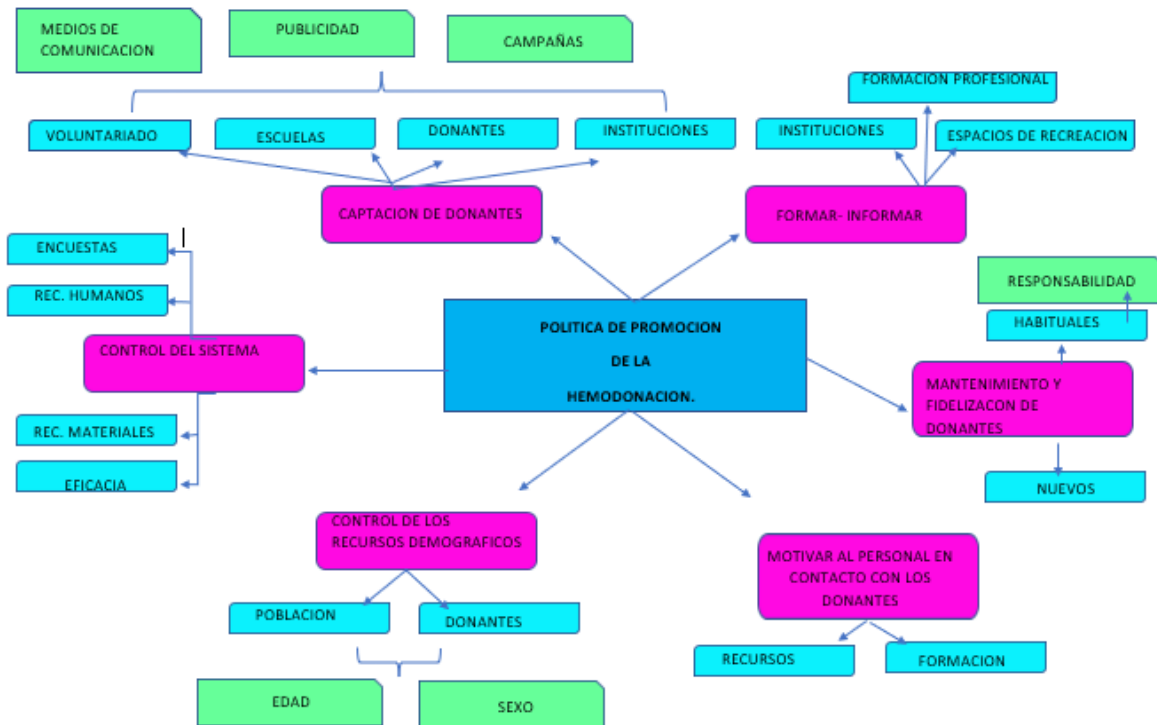 MEDIOS DE
COMUNICACION
PUBLICIDAD
CAMPAÑAS
FORMACION PROFESIONAL
VOLUNTARIADO
ESCUELAS
DONANTES
INSTITUCIONES
INSTITUCIONES
ESPACIOS DE RECREACION
CAPTACION DE DONANTES
FORMAR- INFORMAR
ENCUESTAS
REC. HUMANOS
CONTROL DEL SISTEMA
REC. MATERIALES
EFICACIA
POLITICA DE PROMOCION
DE LA
HEMODONACION.
RESPONSABILIDAD
HABITUALES
MANTENIMIENTO Y
FIDELIZACON DE
DONANTES
NUEVOS
CONTROL DE LOS
RECURSOS DEMOGRAFICOS
POBLACION
DONANTES
EDAD
SEXO
MOTIVAR AL PERSONAL EN
CONTACTO CON LOS
DONANTES
RECURSOS
FORMACION